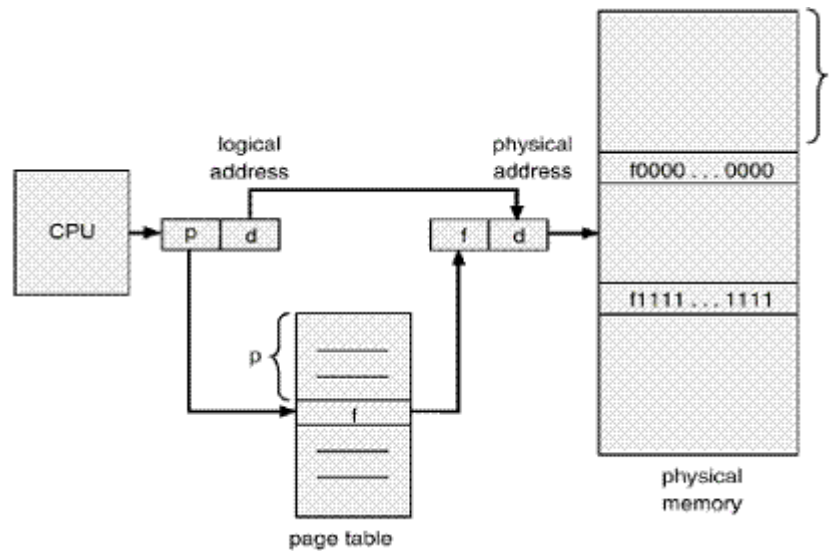 logical
address
physical
address
f0000 . . . 0000
CPU
p
d
f
d
f1111 . . . 1111
p
f
physical
memory
page table